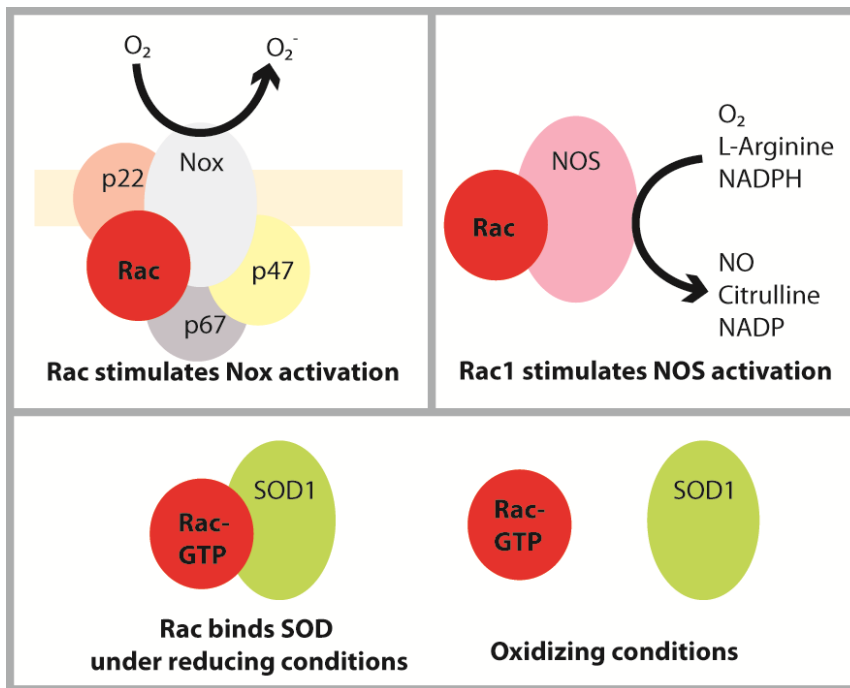 O₂
O₂⁻
Nox
p22
Rac
p47
p67
Rac stimulates Nox activation
NOS
Rac
O₂
L-Arginine
NADPH
NO
Citrulline
NADP
Rac1 stimulates NOS activation
SOD1
Rac-
GTP
Rac binds SOD
under reducing conditions
Rac-
GTP
SOD1
Oxidizing conditions